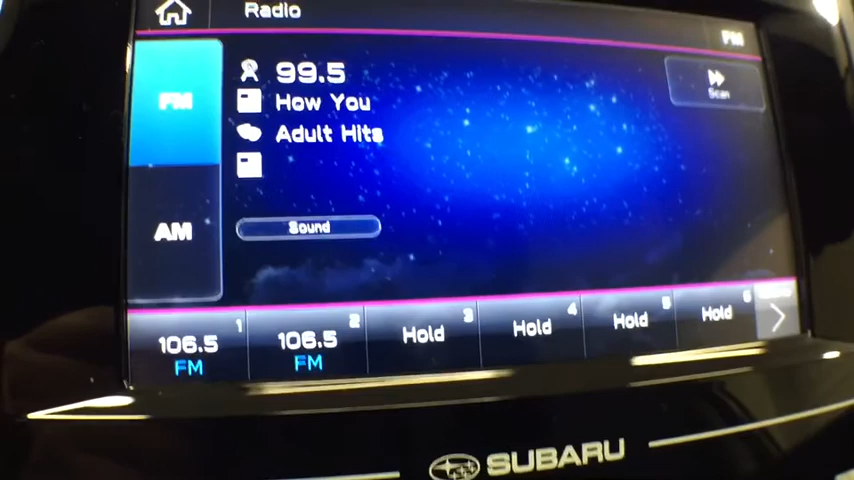 Radio
FM
99.5
How You
Adult Hits
Scan
FM
AM
Sound
1
106.5
FM
2
106.5
FM
3
Hold
4
Hold
5
Hold
6
Hold
SUBARU